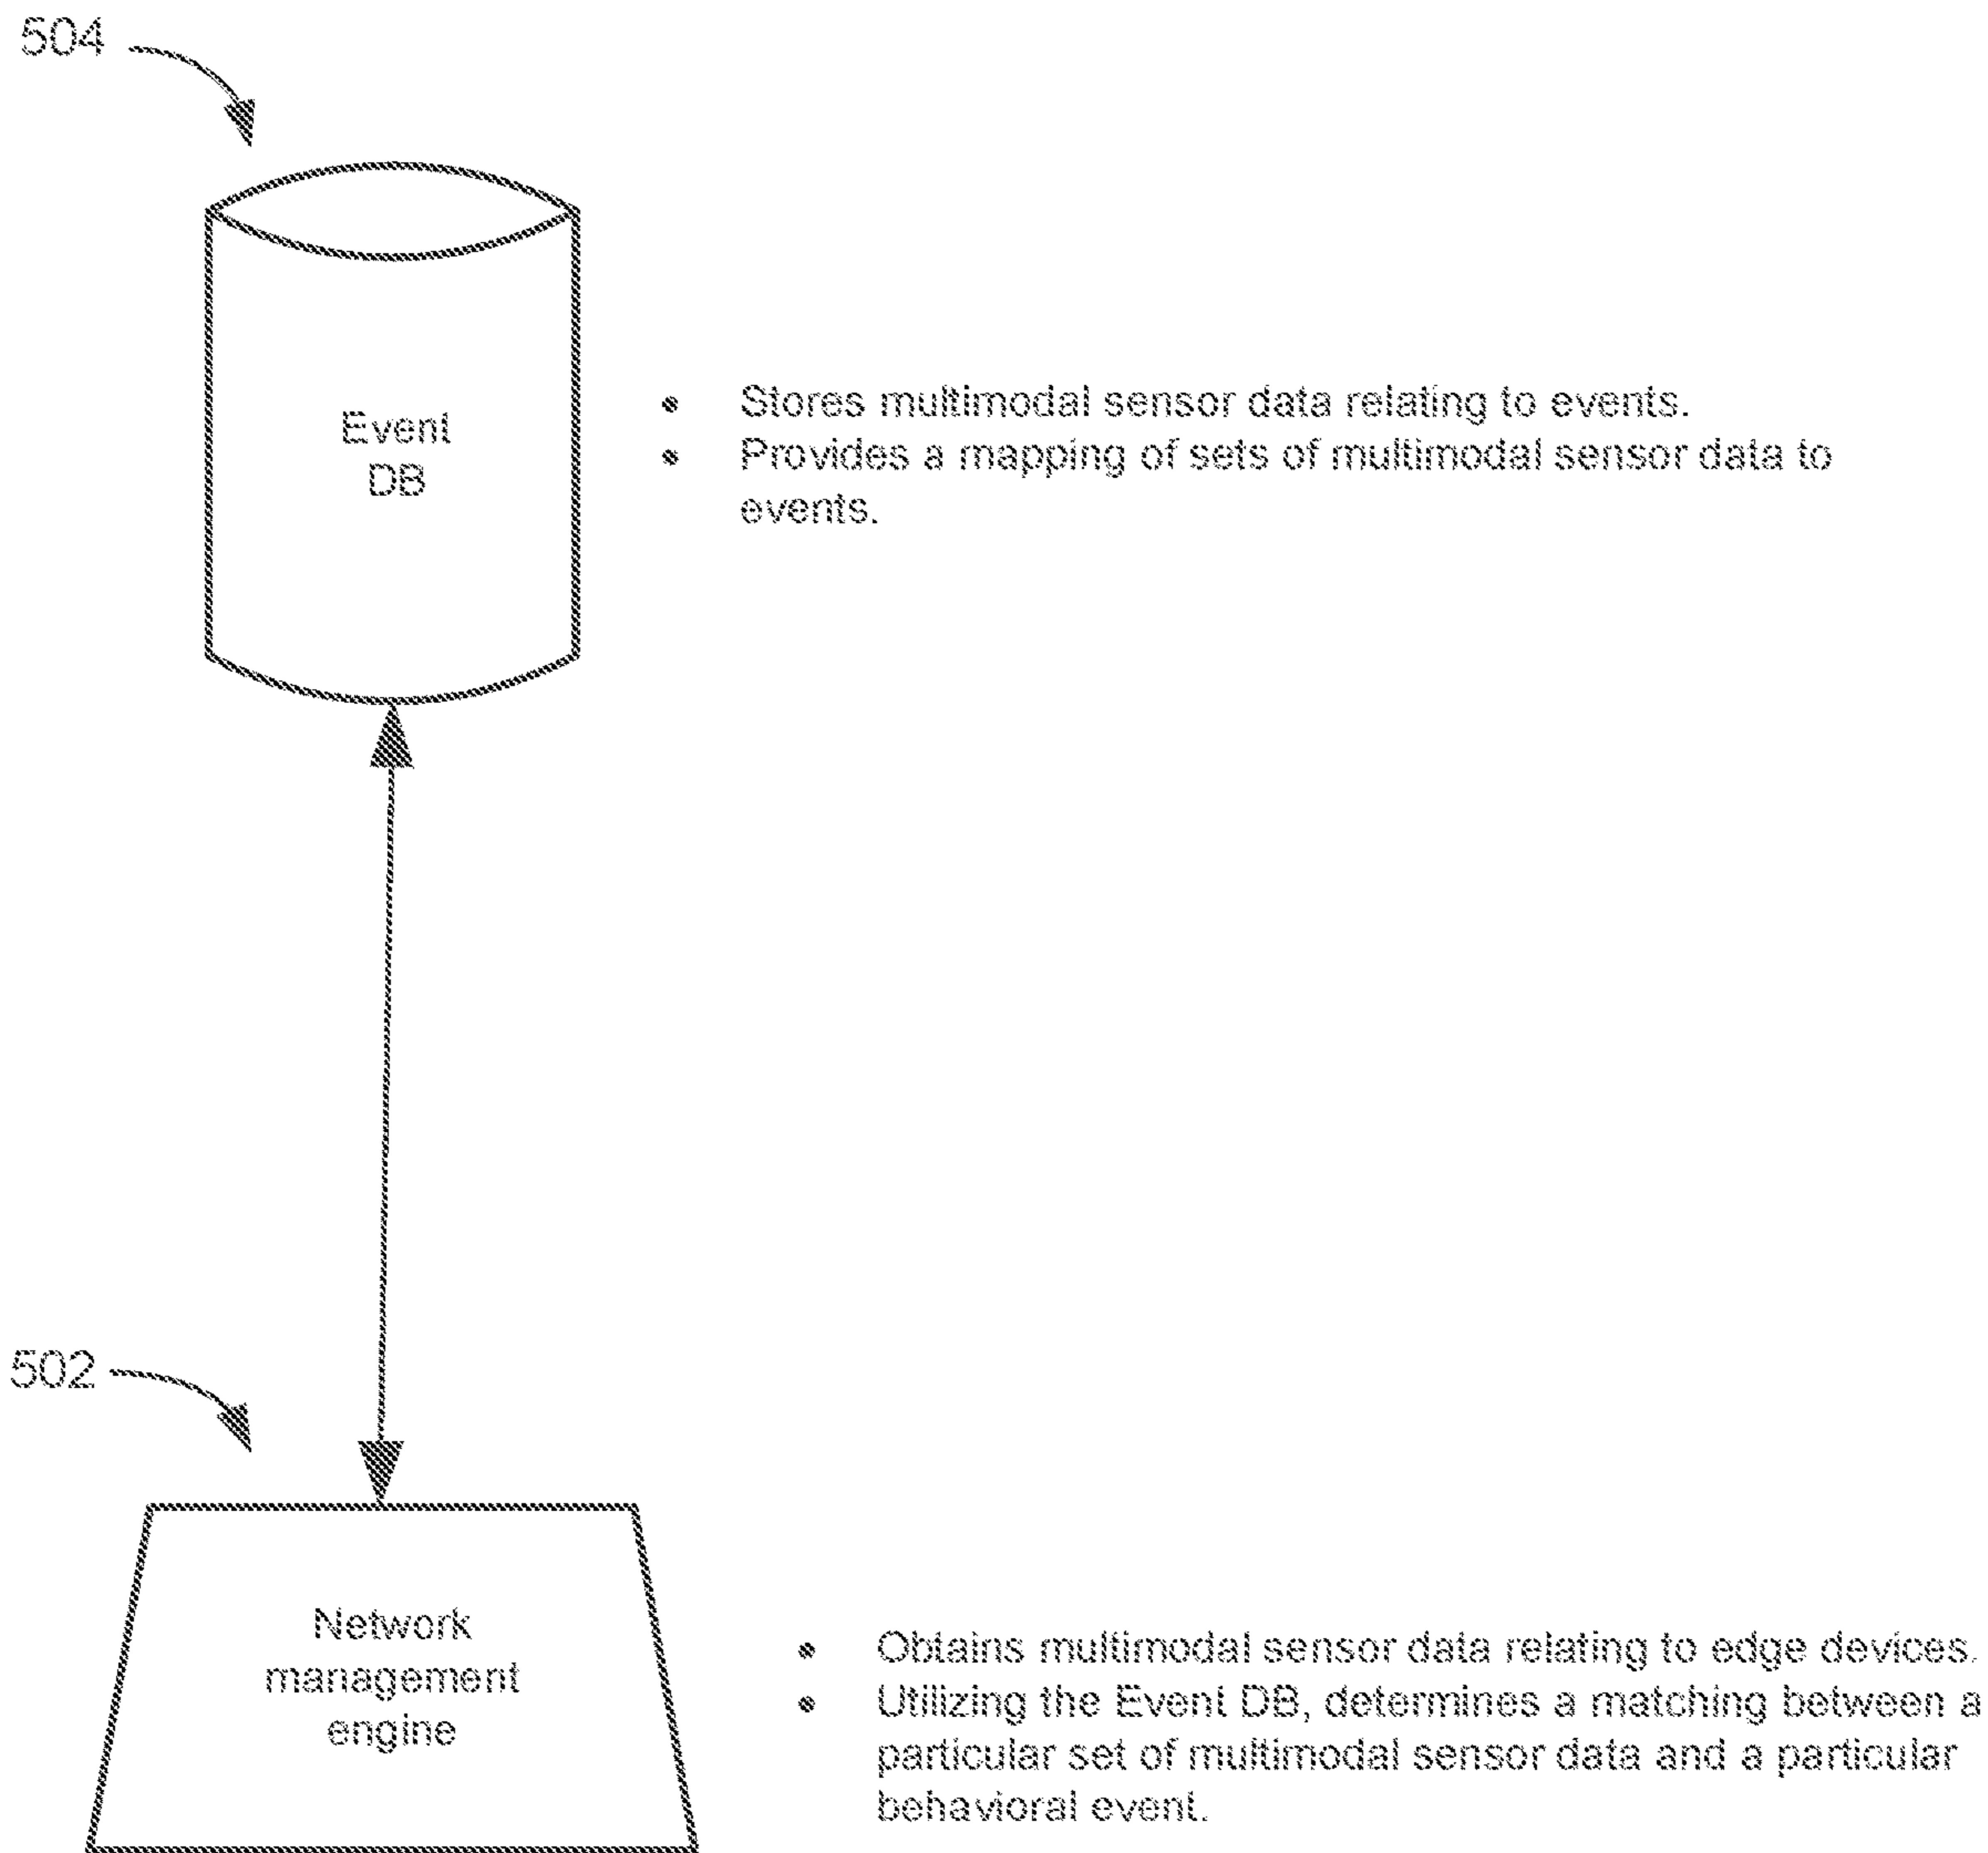 504
Event
DB
• Stores multimodal sensor data relating to events.
• Provides a mapping of sets of multimodal sensor data to
events.
502
Network
management
engine
• Obtains multimodal sensor data relating to edge devices.
• Utilizing the Event DB, determines a matching between a
particular set of multimodal sensor data and a particular
behavioral event.